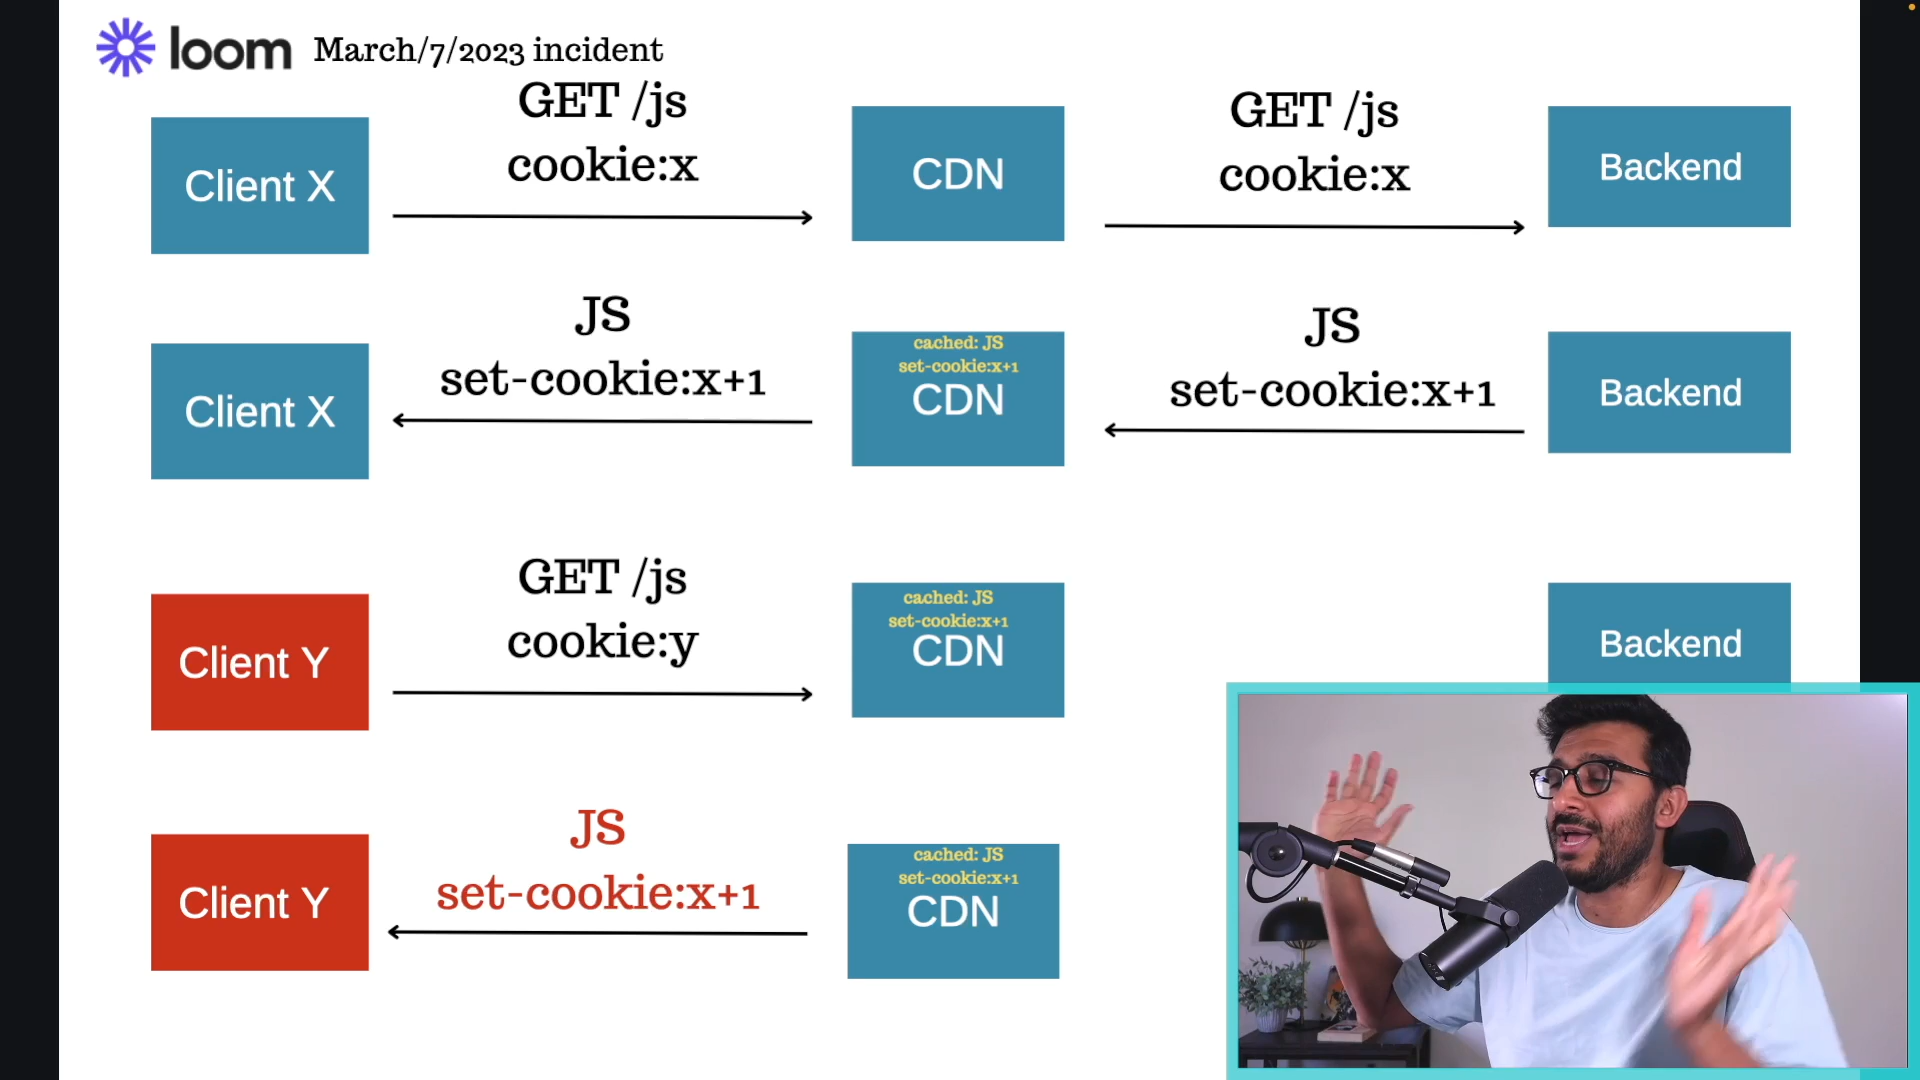 loom March/7/2023 incident
GET /js
cookie:x
GET /js
cookie:x
Client X
CDN
Backend
JS
set-cookie:x+1
JS
set-cookie:x+1
Client X
cached: JS
set-cookie:x+1
CDN
Backend
GET /js
cookie:y
Client Y
cached: JS
set-cookie:x+1
CDN
Backend
JS
set-cookie:x+1
Client Y
cached: JS
set-cookie:x+1
CDN